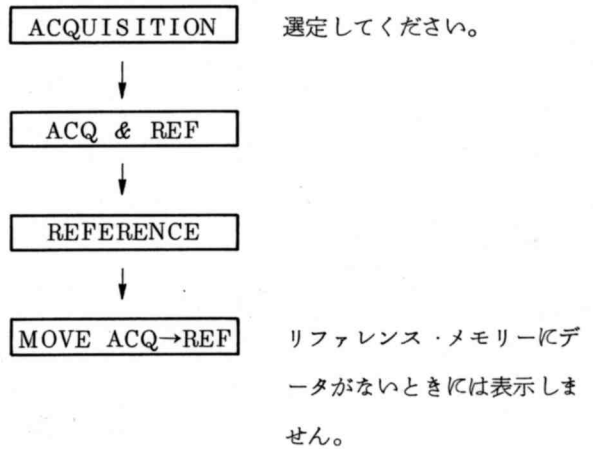 ACQUISITION 選定してください。
ACQ & REF
REFERENCE
MOVE ACQ→REF リファレンス・メモリーにデ
ータがないときには表示しま
せん。